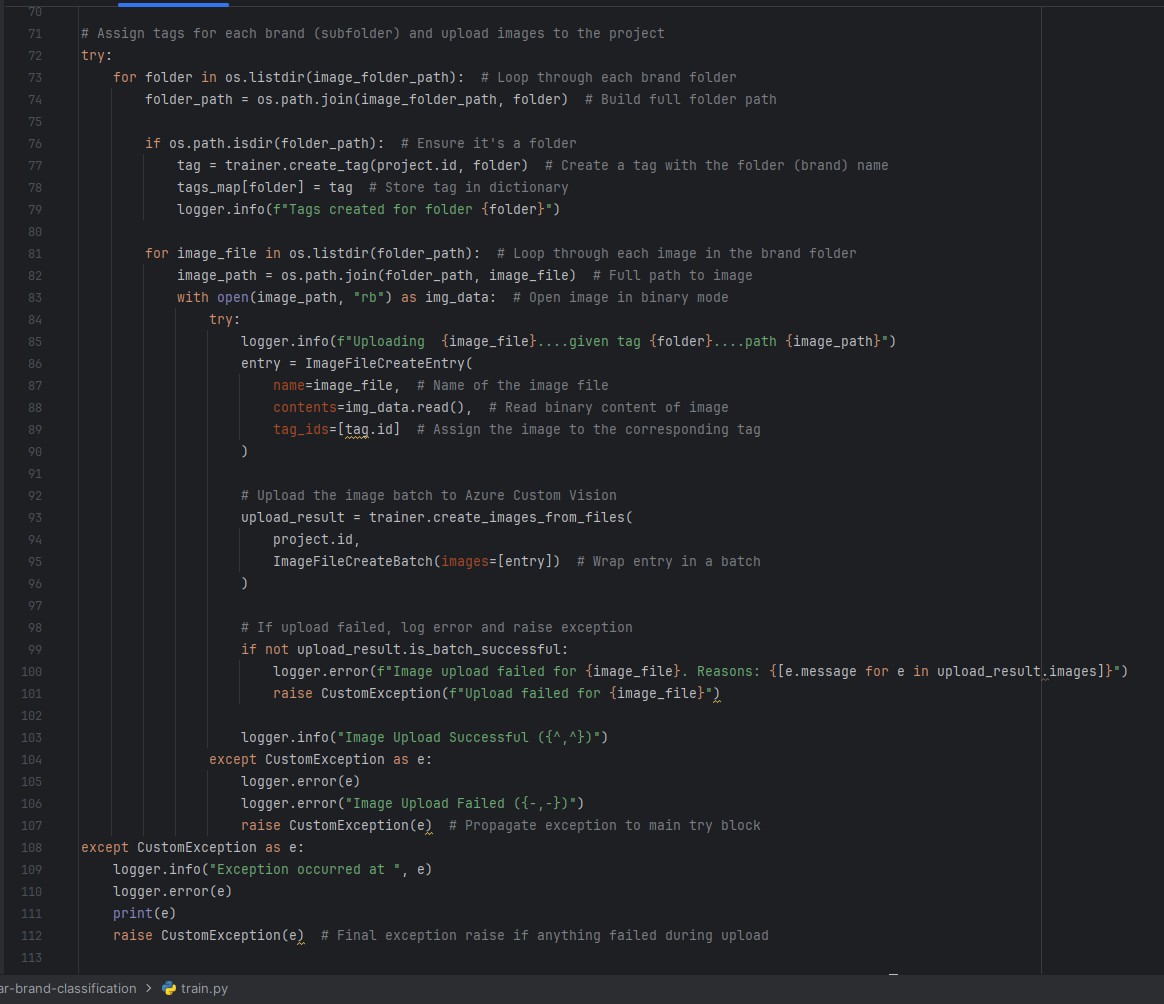 70
71 # Assign tags for each brand (subfolder) and upload images to the project
72 try:
73     for folder in os.listdir(image_folder_path):  # Loop through each brand folder
74         folder_path = os.path.join(image_folder_path, folder)  # Build full folder path
75
76         if os.path.isdir(folder_path):  # Ensure it's a folder
77             tag = trainer.create_tag(project.id, folder)  # Create a tag with the folder (brand) name
78             tags_map[folder] = tag  # Store tag in dictionary
79             logger.info(f"Tags created for folder {folder}")
80
81         for image_file in os.listdir(folder_path):  # Loop through each image in the brand folder
82             image_path = os.path.join(folder_path, image_file)  # Full path to image
83             with open(image_path, "rb") as img_data:  # Open image in binary mode
84                 try:
85                     logger.info(f"Uploading  {image_file}....given tag {folder}....path {image_path}")
86                     entry = ImageFileCreateEntry(
87                         name=image_file,  # Name of the image file
88                         contents=img_data.read(),  # Read binary content of image
89                         tag_ids=[tag.id]  # Assign the image to the corresponding tag
90                     )
91
92                     # Upload the image batch to Azure Custom Vision
93                     upload_result = trainer.create_images_from_files(
94                         project.id,
95                         ImageFileCreateBatch(images=[entry])  # Wrap entry in a batch
96                     )
97
98                     # If upload failed, log error and raise exception
99                     if not upload_result.is_batch_successful:
100                         logger.error(f"Image upload failed for {image_file}. Reasons: {[e.message for e in upload_result.images]}")
101                         raise CustomException(f"Upload failed for {image_file}")
102
103                     logger.info("Image Upload Successful ({^,^})")
104                 except CustomException as e:
105                     logger.error(e)
106                     logger.error("Image Upload Failed ({-,-})")
107                     raise CustomException(e)  # Propagate exception to main try block
108 except CustomException as e:
109     logger.info("Exception occurred at ", e)
110     logger.error(e)
111     print(e)
112     raise CustomException(e)  # Final exception raise if anything failed during upload
113
ar-brand-classification > train.py